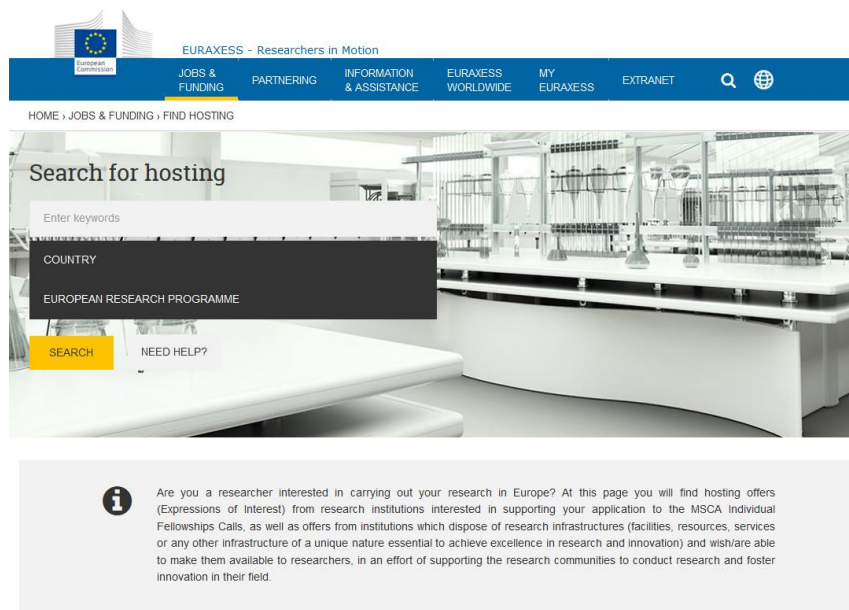 European
Commission
EURAXESS - Researchers in Motion
JOBS &
FUNDING
PARTNERING
INFORMATION
& ASSISTANCE
EURAXESS
WORLDWIDE
MY
EURAXESS
EXTRANET
HOME › JOBS & FUNDING › FIND HOSTING
Search for hosting
Enter keywords
COUNTRY
EUROPEAN RESEARCH PROGRAMME
SEARCH
NEED HELP?
Are you a researcher interested in carrying out your research in Europe? At this page you will find hosting offers
(Expressions of Interest) from research institutions interested in supporting your application to the MSCA Individual
Fellowships Calls, as well as offers from institutions which dispose of research infrastructures (facilities, resources, services
or any other infrastructure of a unique nature essential to achieve excellence in research and innovation) and wish/are able
to make them available to researchers, in an effort of supporting the research communities to conduct research and foster
innovation in their field.